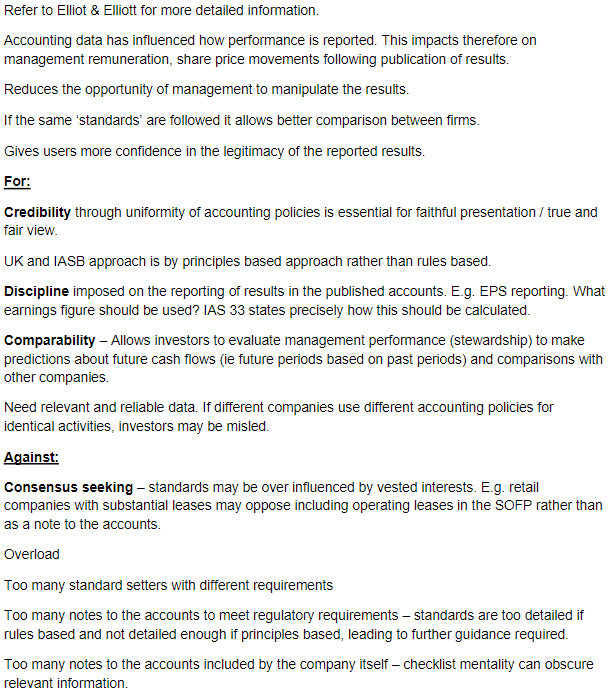 Refer to Elliot & Elliott for more detailed information.
Accounting data has influenced how performance is reported. This impacts therefore on
management remuneration, share price movements following publication of results.
Reduces the opportunity of management to manipulate the results.
If the same ‘standards’ are followed it allows better comparison between firms.
Gives users more confidence in the legitimacy of the reported results.
For:
Credibility through uniformity of accounting policies is essential for faithful presentation / true and
fair view.
UK and IASB approach is by principles based approach rather than rules based.
Discipline imposed on the reporting of results in the published accounts. E.g. EPS reporting. What
earnings figure should be used? IAS 33 states precisely how this should be calculated.
Comparability – Allows investors to evaluate management performance (stewardship) to make
predictions about future cash flows (ie future periods based on past periods) and comparisons with
other companies.
Need relevant and reliable data. If different companies use different accounting policies for
identical activities, investors may be misled.
Against:
Consensus seeking – standards may be over influenced by vested interests. E.g. retail
companies with substantial leases may oppose including operating leases in the SOFP rather than
as a note to the accounts.
Overload
Too many standard setters with different requirements
Too many notes to the accounts to meet regulatory requirements – standards are too detailed if
rules based and not detailed enough if principles based, leading to further guidance required.
Too many notes to the accounts included by the company itself – checklist mentality can obscure
relevant information.